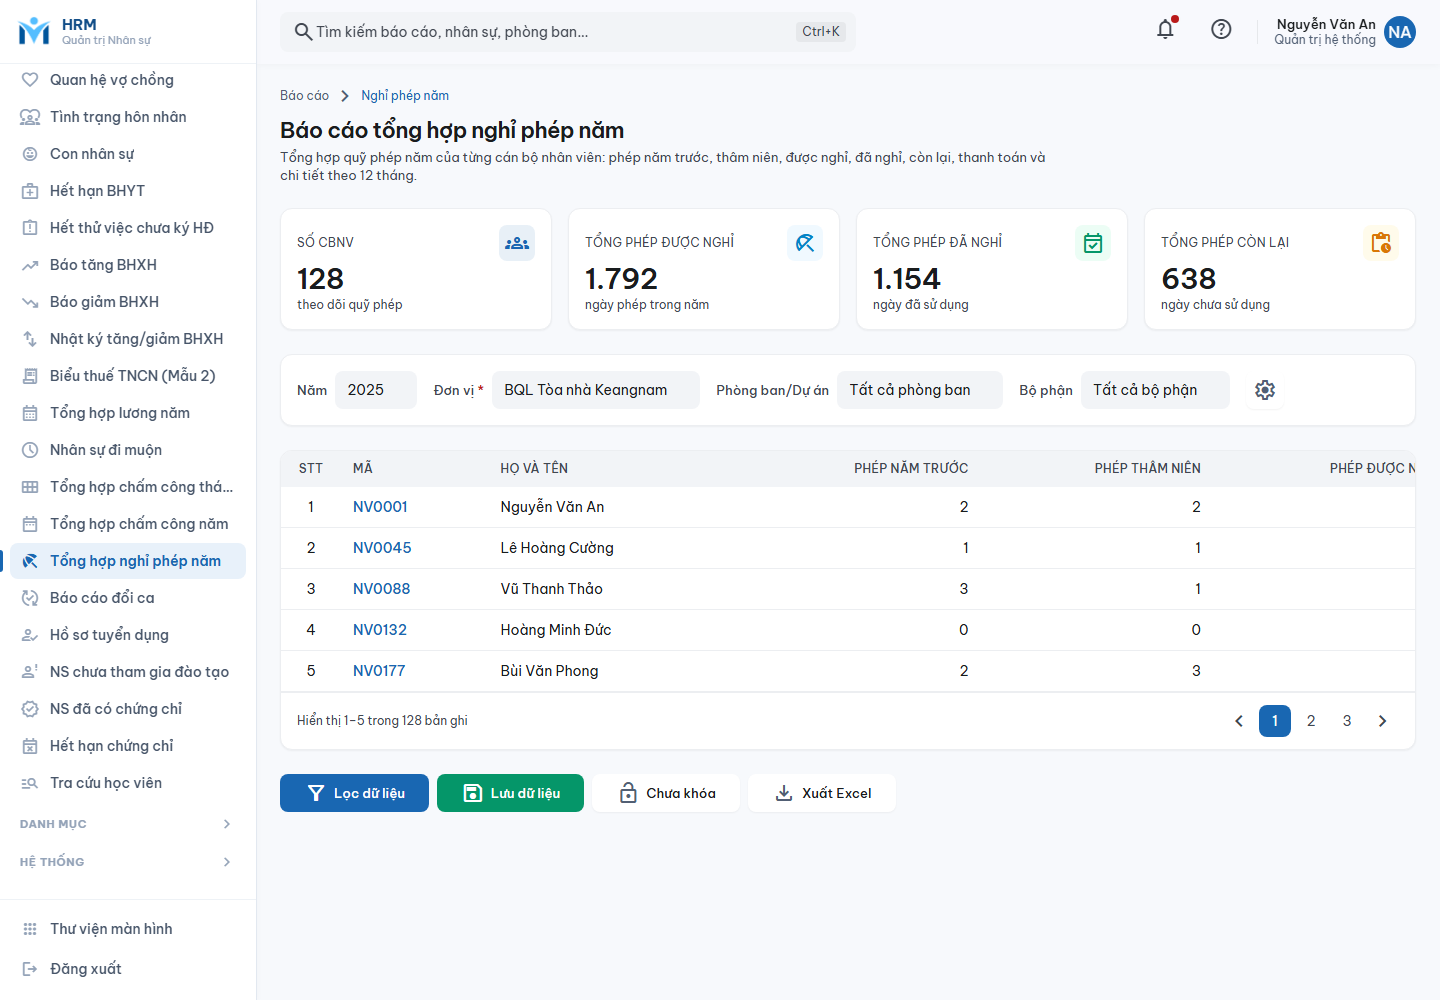 HRM
Quản trị Nhân sự
Quan hệ vợ chồng
Tình trạng hôn nhân
Con nhân sự
Hết hạn BHYT
Hết thử việc chưa ký HĐ
Báo tăng BHXH
Báo giảm BHXH
Nhật ký tăng/giảm BHXH
Biểu thuế TNCN (Mẫu 2)
Tổng hợp lương năm
Nhân sự đi muộn
Tổng hợp chấm công thá...
Tổng hợp chấm công năm
Tổng hợp nghỉ phép năm
Báo cáo đổi ca
Hồ sơ tuyển dụng
NS chưa tham gia đào tạo
NS đã có chứng chỉ
Hết hạn chứng chỉ
Tra cứu học viên
DANH MỤC
HỆ THỐNG
Thư viện màn hình
Đăng xuất
Tìm kiếm báo cáo, nhân sự, phòng ban... Ctrl+K
Nguyễn Văn An
Quản trị hệ thống
NA
Báo cáo Nghỉ phép năm
Báo cáo tổng hợp nghỉ phép năm
Tổng hợp quỹ phép năm của từng cán bộ nhân viên: phép năm trước, thâm niên, được nghỉ, đã nghỉ, còn lại, thanh toán và
chi tiết theo 12 tháng.
SỐ CBNV
128
theo dõi quỹ phép
TỔNG PHÉP ĐƯỢC NGHỈ
1.792
ngày phép trong năm
TỔNG PHÉP ĐÃ NGHỈ
1.154
ngày đã sử dụng
TỔNG PHÉP CÒN LẠI
638
ngày chưa sử dụng
Năm 2025 Đơn vị * BQL Tòa nhà Keangnam Phòng ban/Dự án Tất cả phòng ban Bộ phận Tất cả bộ phận
STT MÃ HỌ VÀ TÊN PHÉP NĂM TRƯỚC PHÉP THÂM NIÊN PHÉP ĐƯỢC N
1 NV0001 Nguyễn Văn An 2 2
2 NV0045 Lê Hoàng Cường 1 1
3 NV0088 Vũ Thanh Thảo 3 1
4 NV0132 Hoàng Minh Đức 0 0
5 NV0177 Bùi Văn Phong 2 3
Hiển thị 1–5 trong 128 bản ghi
1 2 3
Lọc dữ liệu Lưu dữ liệu Chưa khóa Xuất Excel